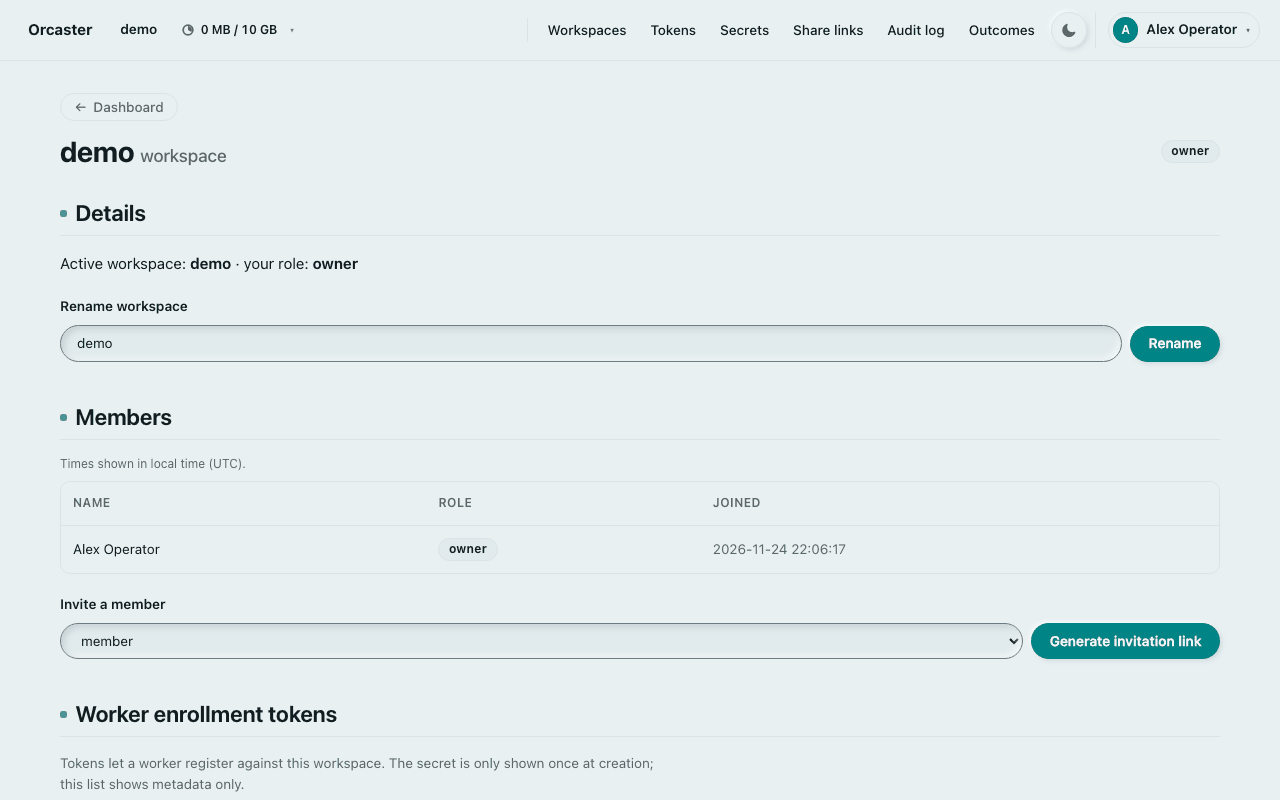 Orcaster demo 0 MB / 10 GB Workspaces Tokens Secrets Share links Audit log Outcomes A Alex Operator
← Dashboard
demo workspace owner
Details
Active workspace: demo · your role: owner
Rename workspace
demo Rename
Members
Times shown in local time (UTC).
NAME ROLE JOINED
Alex Operator owner 2026-11-24 22:06:17
Invite a member
member Generate invitation link
Worker enrollment tokens
Tokens let a worker register against this workspace. The secret is only shown once at creation;
this list shows metadata only.